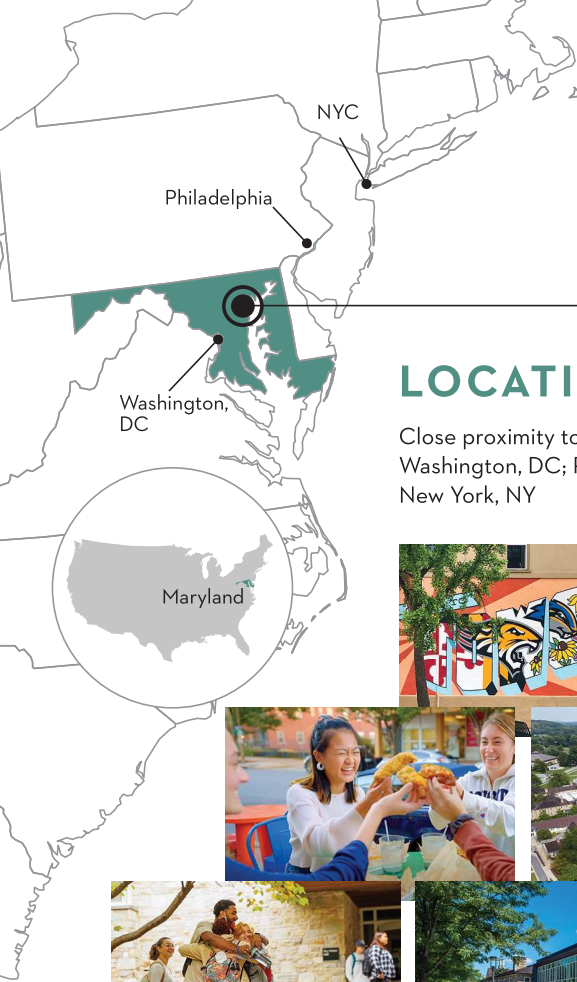 NYC
Philadelphia
Washington,
DC
LOCATI
Close proximity to
Washington, DC; P
New York, NY
Maryland